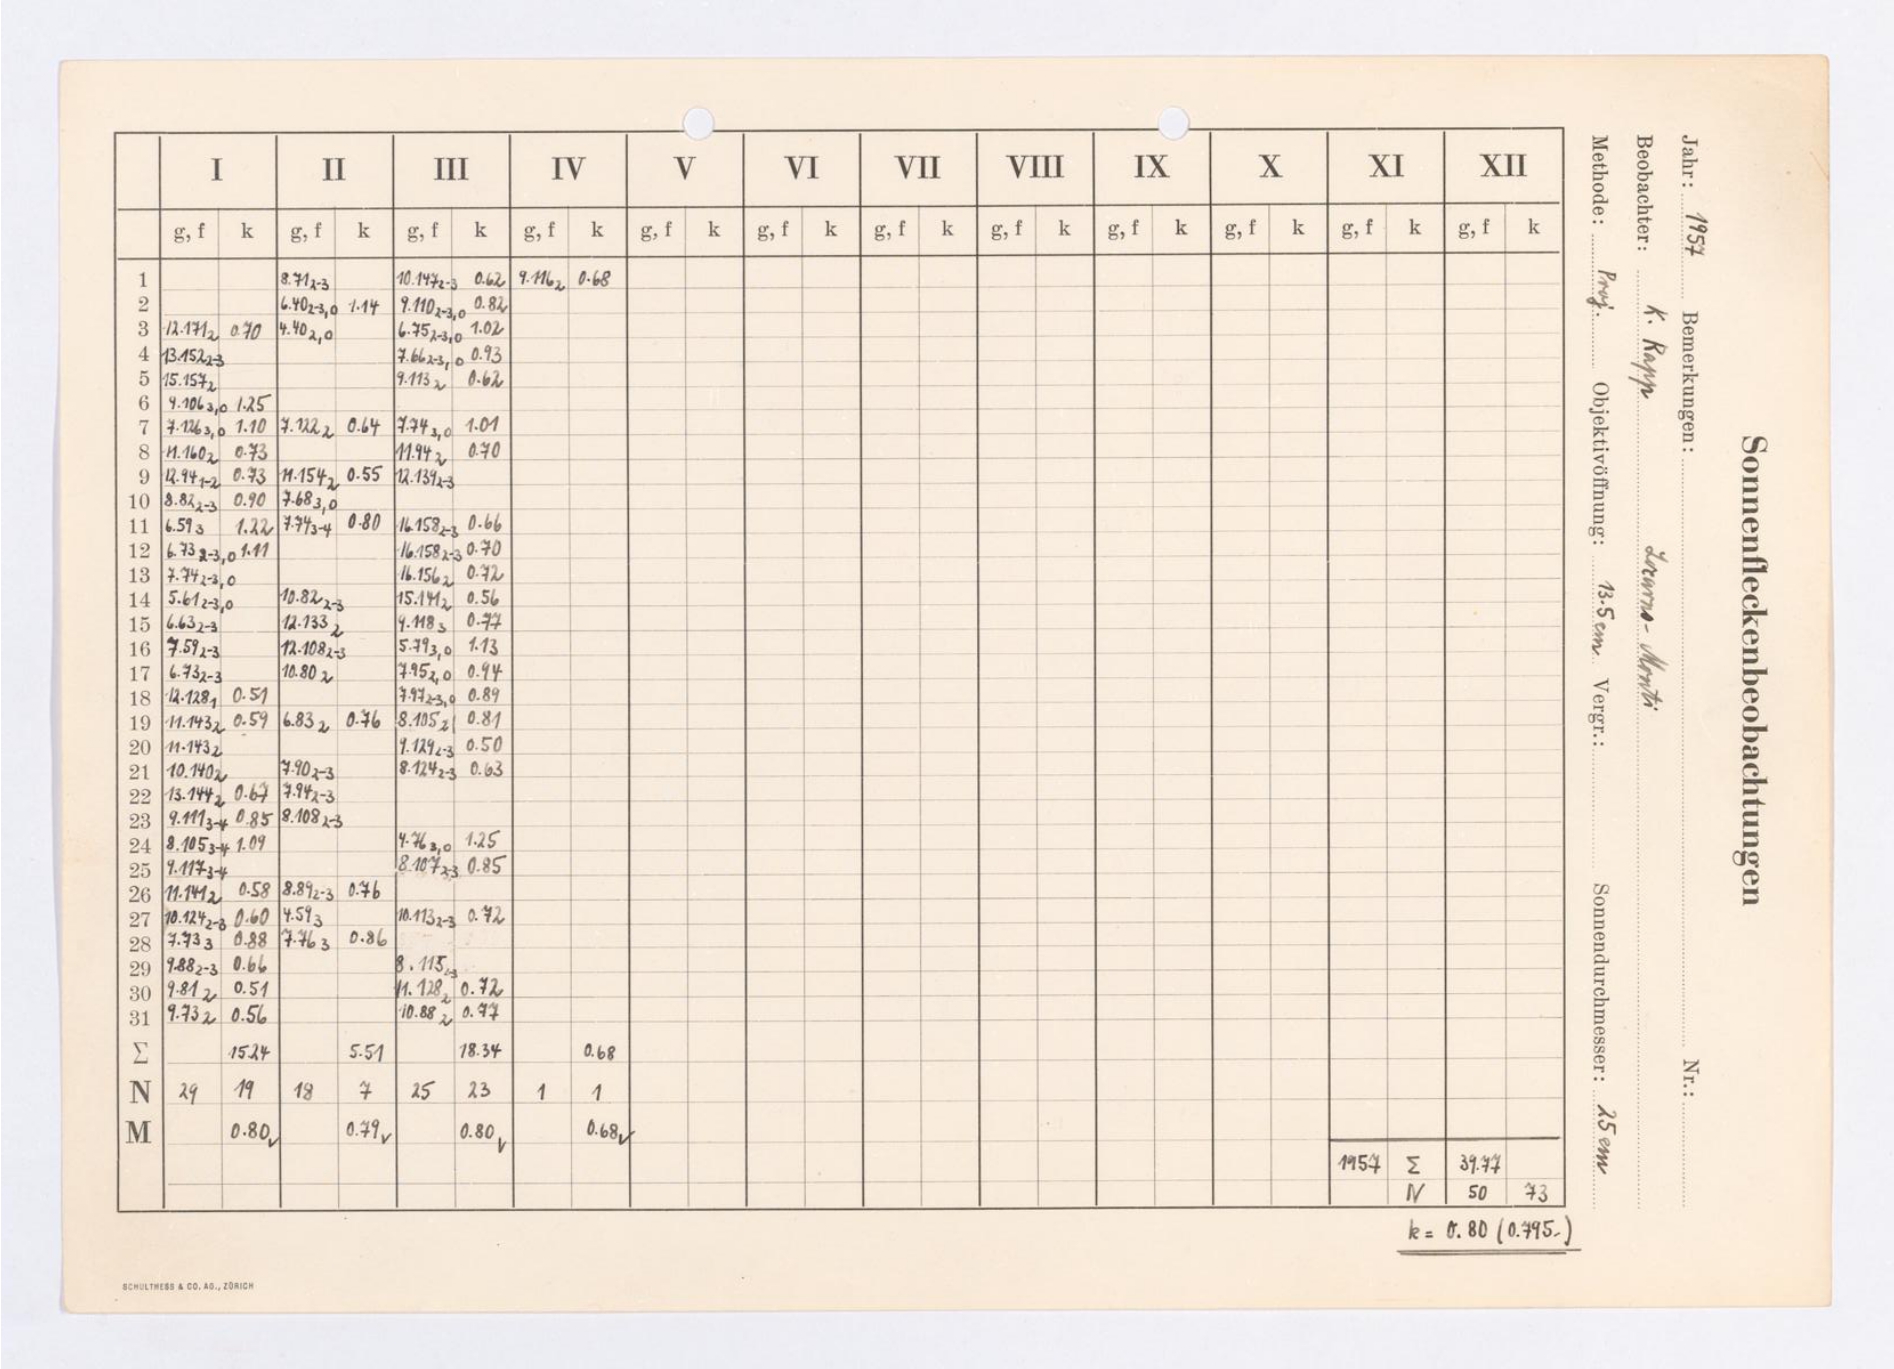 Sonnenfleckenbeobachtungen
Jahr: 1957 Bemerkungen: Nr.:
Beobachter: K. Rapp Locarno-Monti
Methode: Proj. Objektivöffnung: 13.5 cm Vergr.: Sonnendurchmesser: 25 cm
I II III IV V VI VII VIII IX X XI XII
g, f k g, f k g, f k g, f k g, f k g, f k g, f k g, f k g, f k g, f k g, f k g, f k
1 8.71 2-3 10.147 2-3 0.62 9.116 2 0.68
2 6.40 2-3,0 1.14 9.110 2-3,0 0.82
3 12.171 2 0.70 4.40 2,0 6.75 2-3,0 1.02
4 13.152 2-3 7.66 2-3,0 0.93
5 15.157 2 9.113 2 0.62
6 9.106 3,0 1.25
7 7.126 3,0 1.10 7.122 2 0.64 7.74 3,0 1.01
8 11.160 2 0.73 11.94 2 0.70
9 12.94 1-2 0.73 11.154 2 0.55 12.139 2-3
10 8.82 2-3 0.90 7.68 3,0
11 6.59 3 1.22 7.74 3-4 0.80 16.158 2-3 0.66
12 6.73 2-3,0 1.11 16.158 2-3 0.70
13 7.74 2-3,0 16.156 2 0.72
14 5.61 2-3,0 10.82 2-3 15.141 2 0.56
15 6.63 2-3 12.133 2 9.118 3 0.77
16 7.59 2-3 12.108 2-3 5.79 3,0 1.13
17 6.73 2-3 10.80 2 7.95 2,0 0.94
18 12.128 1 0.51 7.97 2-3,0 0.89
19 11.143 2 0.59 6.83 2 0.76 8.105 2 0.81
20 11.143 2 9.129 2-3 0.50
21 10.140 2 7.90 2-3 8.124 2-3 0.63
22 13.144 2 0.67 7.94 2-3
23 9.111 3-4 0.85 8.108 2-3
24 8.105 3-4 1.09 4.76 3,0 1.25
25 9.117 3-4 8.107 2-3 0.85
26 11.141 2 0.58 8.89 2-3 0.76
27 10.124 2-3 0.60 4.59 3 10.113 2-3 0.72
28 7.73 3 0.88 7.76 3 0.86
29 9.88 2-3 0.66 8.115 2-3
30 9.81 2 0.51 11.128 2 0.72
31 9.73 2 0.56 10.88 2 0.77
Σ 15.24 5.51 18.34 0.68
N 29 19 18 7 25 23 1 1
M 0.80 0.79 0.80 0.68
1957 Σ 39.77
N 50 73
k = 0.80 (0.795-)
SCHULTHESS & CO. AG., ZÜRICH